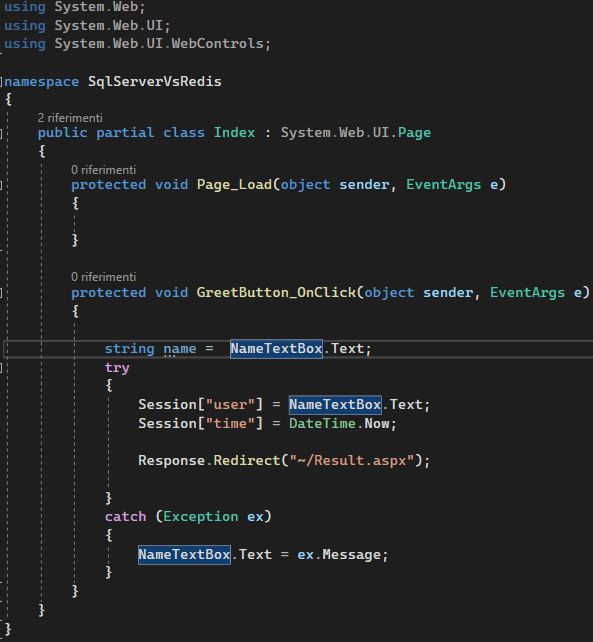 using System.Web;
using System.Web.UI;
using System.Web.UI.WebControls;
namespace SqlServerVsRedis
{
2 riferimenti
public partial class Index : System.Web.UI.Page
{
0 riferimenti
protected void Page_Load(object sender, EventArgs e)
{
}
0 riferimenti
protected void GreetButton_OnClick(object sender, EventArgs e)
{
string name =  NameTextBox.Text;
try
{
Session["user"] = NameTextBox.Text;
Session["time"] = DateTime.Now;
Response.Redirect("~/Result.aspx");
}
catch (Exception ex)
{
NameTextBox.Text = ex.Message;
}
}
}
}